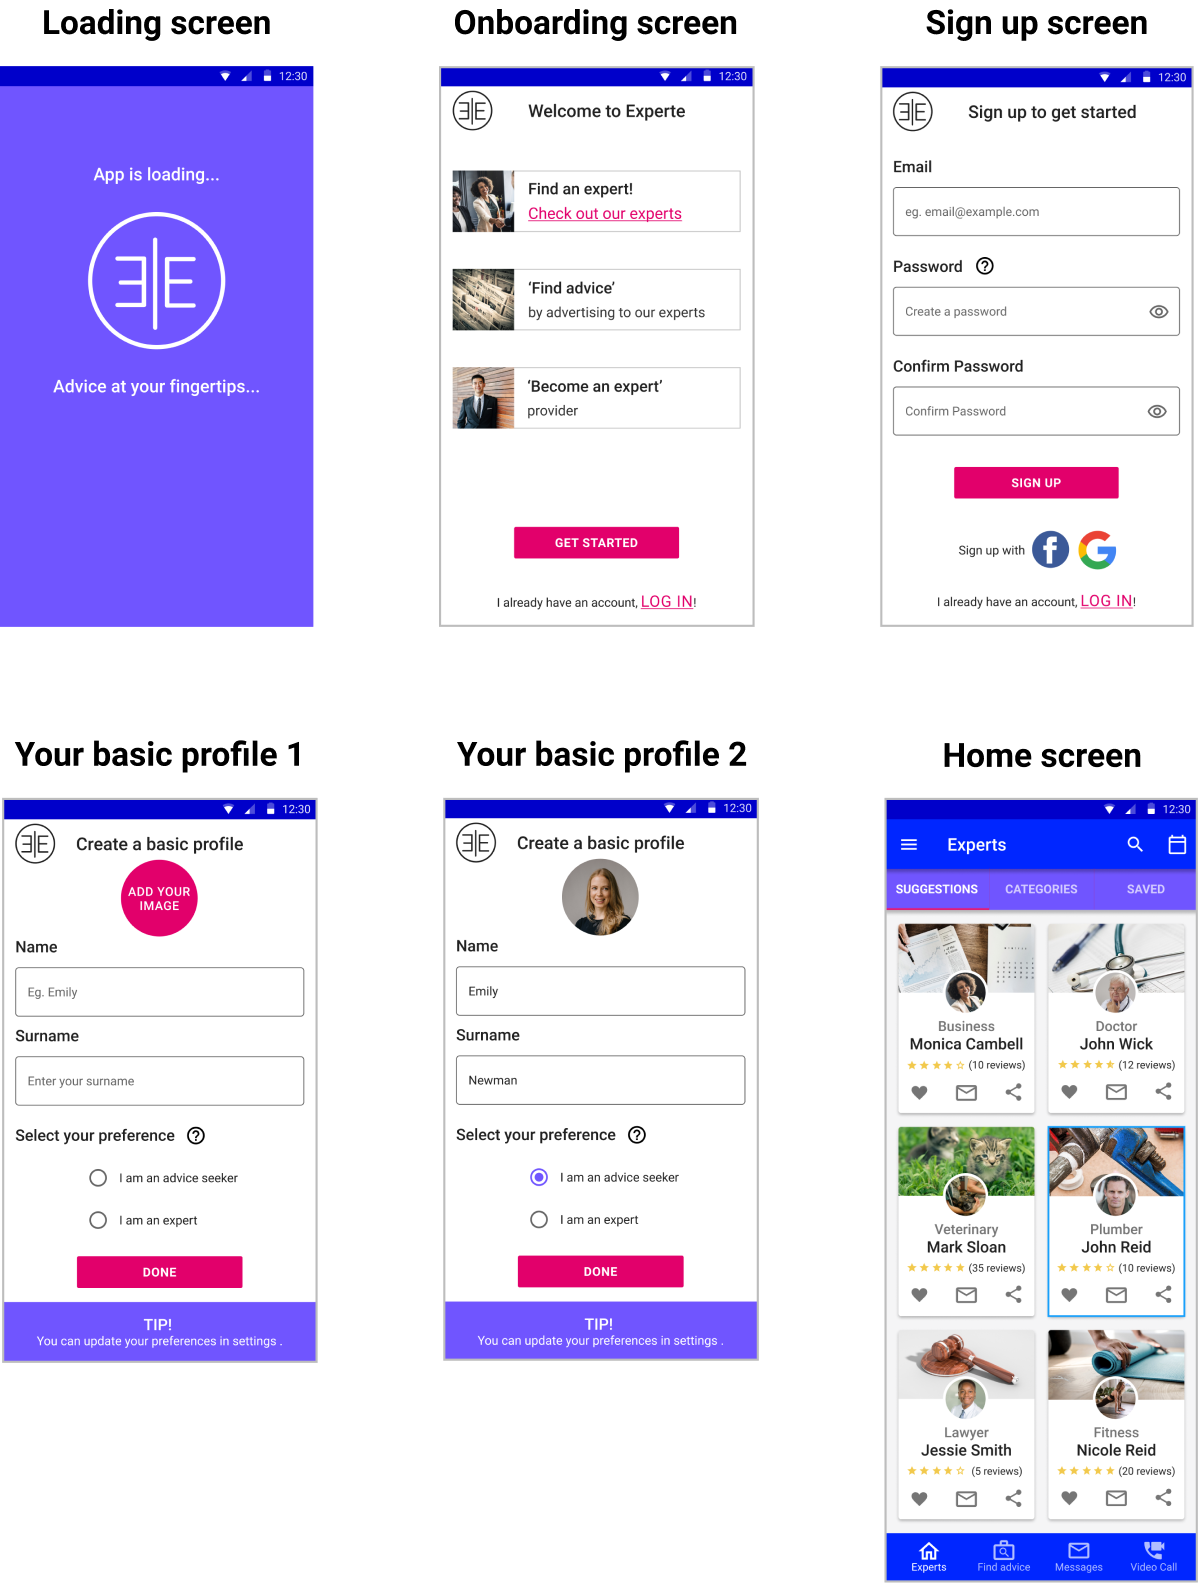 Loading screen
Onboarding screen
Sign up screen
12:30
App is loading...
Advice at your fingertips...
12:30
Welcome to Experte
Find an expert!
Check out our experts
‘Find advice’
by advertising to our experts
‘Become an expert’
provider
GET STARTED
I already have an account, LOG IN!
12:30
Sign up to get started
Email
eg. email@example.com
Password
Create a password
Confirm Password
Confirm Password
SIGN UP
Sign up with
I already have an account, LOG IN!
Your basic profile 1
Your basic profile 2
Home screen
12:30
Create a basic profile
ADD YOUR
IMAGE
Name
Eg. Emily
Surname
Enter your surname
Select your preference
I am an advice seeker
I am an expert
DONE
TIP!
You can update your preferences in settings .
12:30
Create a basic profile
Name
Emily
Surname
Newman
Select your preference
I am an advice seeker
I am an expert
DONE
TIP!
You can update your preferences in settings .
12:30
Experts
SUGGESTIONS CATEGORIES SAVED
Business
Monica Cambell
(10 reviews)
Doctor
John Wick
(12 reviews)
Veterinary
Mark Sloan
(35 reviews)
Plumber
John Reid
(10 reviews)
Lawyer
Jessie Smith
(5 reviews)
Fitness
Nicole Reid
(20 reviews)
Experts Find advice Messages Video Call